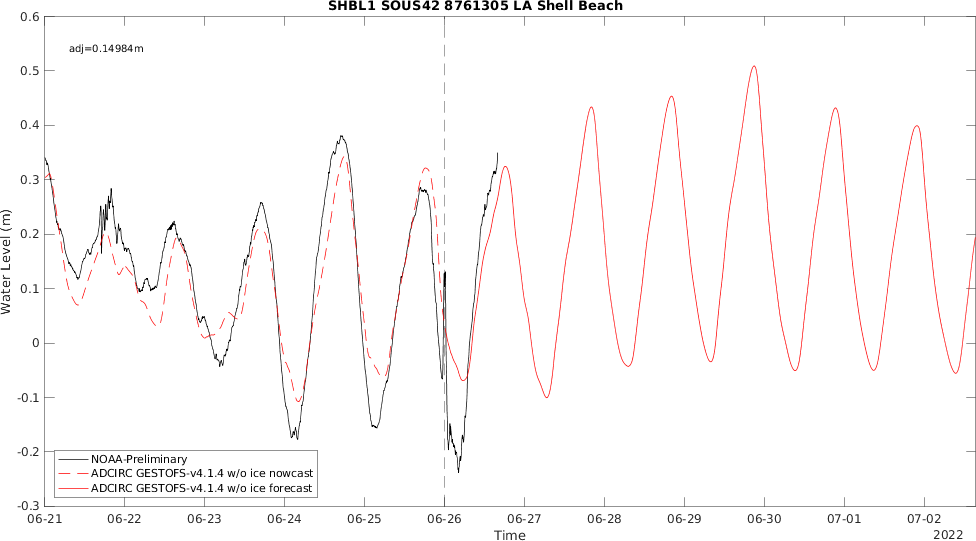 SHBL1 SOUS42 8761305 LA Shell Beach
adj=0.14984m
Water Level (m)
0.6
0.5
0.4
0.3
0.2
0.1
0
-0.1
-0.2
-0.3
NOAA-Preliminary
ADCIRC GESTOFS-v4.1.4 w/o ice nowcast
ADCIRC GESTOFS-v4.1.4 w/o ice forecast
06-21 06-22 06-23 06-24 06-25 06-26 06-27 06-28 06-29 06-30 07-01 07-02
Time
2022